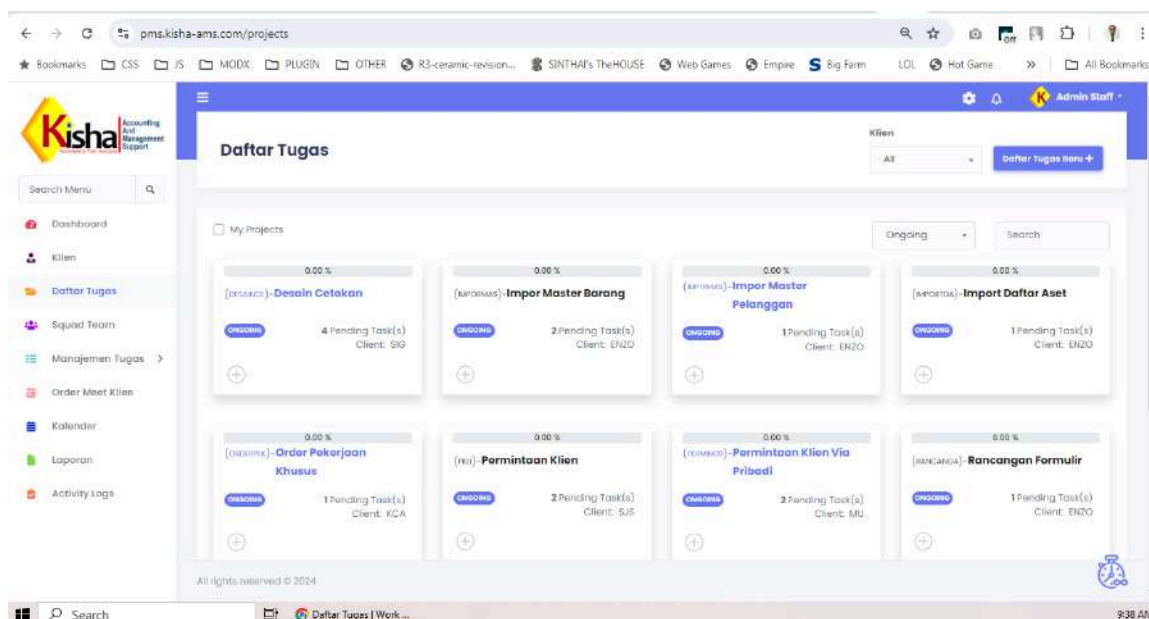 pms.kisha-ams.com/projects
Bookmarks CSS JS MODX PLUGIN OTHER R3-ceramic-revision... SINTHAI's TheHOUSE Web Games Empire Big Farm LOL Hot Game » All Bookmarks
Kisha Accounting And Management Support
Admin Staff
Daftar Tugas
Klien
All
Daftar Tugas Baru +
Search Menu
Dashboard
Klien
Daftar Tugas
Squad Team
Manajemen Tugas >
Order Meet Klien
Kalender
Laporan
Activity Logs
My Projects
Ongoing
Search
0.00 %
-Desain Cetakan
ONGOING
4 Pending Task(s)
Client: SIG
0.00 %
-Impor Master Barang
ONGOING
2 Pending Task(s)
Client: ENZO
0.00 %
-Impor Master
Pelanggan
ONGOING
1 Pending Task(s)
Client: ENZO
0.00 %
-Import Daftar Aset
ONGOING
1 Pending Task(s)
Client: ENZO
0.00 %
-Order Pekerjaan
Khusus
ONGOING
1 Pending Task(s)
Client: KCA
0.00 %
-Permintaan Klien
ONGOING
2 Pending Task(s)
Client: SJS
0.00 %
-Permintaan Klien Via
Pribadi
ONGOING
2 Pending Task(s)
Client: MU
0.00 %
(RANCANGA)-Rancangan Formulir
ONGOING
1 Pending Task(s)
Client: ENZO
All rights reserved © 2024
Search
Daftar Tugas | Work ...
9:38 AM